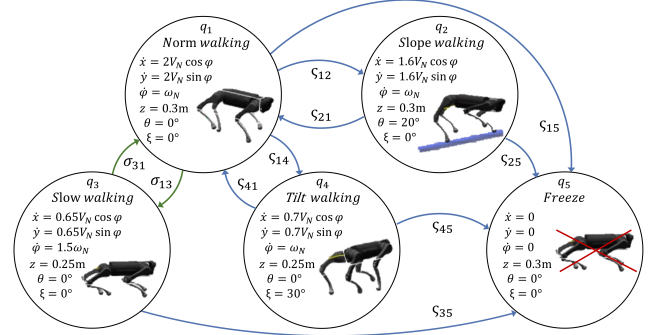 q₁
Norm walking
ẋ = 2V_N cos φ
ẏ = 2V_N sin φ
φ̇ = ω_N
z = 0.3m
θ = 0°
ξ = 0°
ς₁₂
ς₂₁
q₂
Slope walking
ẋ = 1.6V_N cos φ
ẏ = 1.6V_N sin φ
φ̇ = ω_N
z = 0.3m
θ = 20°
ξ = 0°
ς₁₅
ς₂₅
σ₃₁
σ₁₃
ς₁₄
ς₄₁
q₃
Slow walking
ẋ = 0.65V_N cos φ
ẏ = 0.65V_N sin φ
φ̇ = 1.5ω_N
z = 0.25m
θ = 0°
ξ = 0°
q₄
Tilt walking
ẋ = 0.7V_N cos φ
ẏ = 0.7V_N sin φ
φ̇ = ω_N
z = 0.25m
θ = 0°
ξ = 30°
ς₄₅
q₅
Freeze
ẋ = 0
ẏ = 0
φ̇ = 0
z = 0.3m
θ = 0°
ξ = 0°
ς₃₅